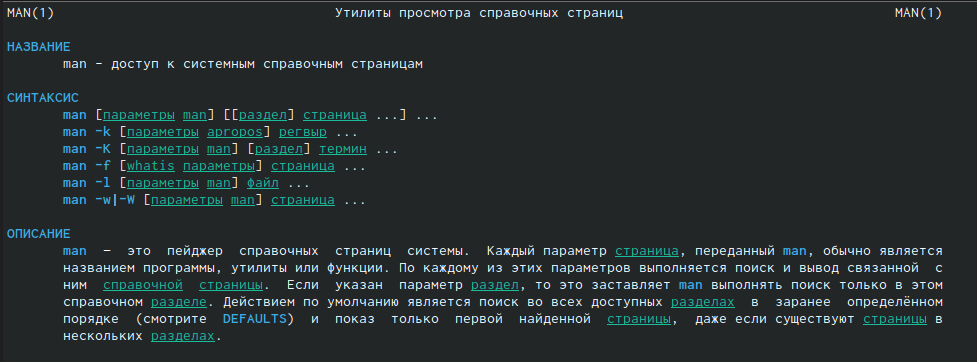 MAN(1) Утилиты просмотра справочных страниц MAN(1)
НАЗВАНИЕ
man - доступ к системным справочным страницам
СИНТАКСИС
man [параметры man] [[раздел] страница ...] ...
man -k [параметры apropos] регвыр ...
man -K [параметры man] [раздел] термин ...
man -f [whatis параметры] страница ...
man -l [параметры man] файл ...
man -w|-W [параметры man] страница ...
ОПИСАНИЕ
man — это пейджер справочных страниц системы. Каждый параметр страница, переданный man, обычно является
названием программы, утилиты или функции. По каждому из этих параметров выполняется поиск и вывод связанной с
ним справочной страницы. Если указан параметр раздел, то это заставляет man выполнять поиск только в этом
справочном разделе. Действием по умолчанию является поиск во всех доступных разделах в заранее определённом
порядке (смотрите DEFAULTS) и показ только первой найденной страницы, даже если существуют страницы в
нескольких разделах.